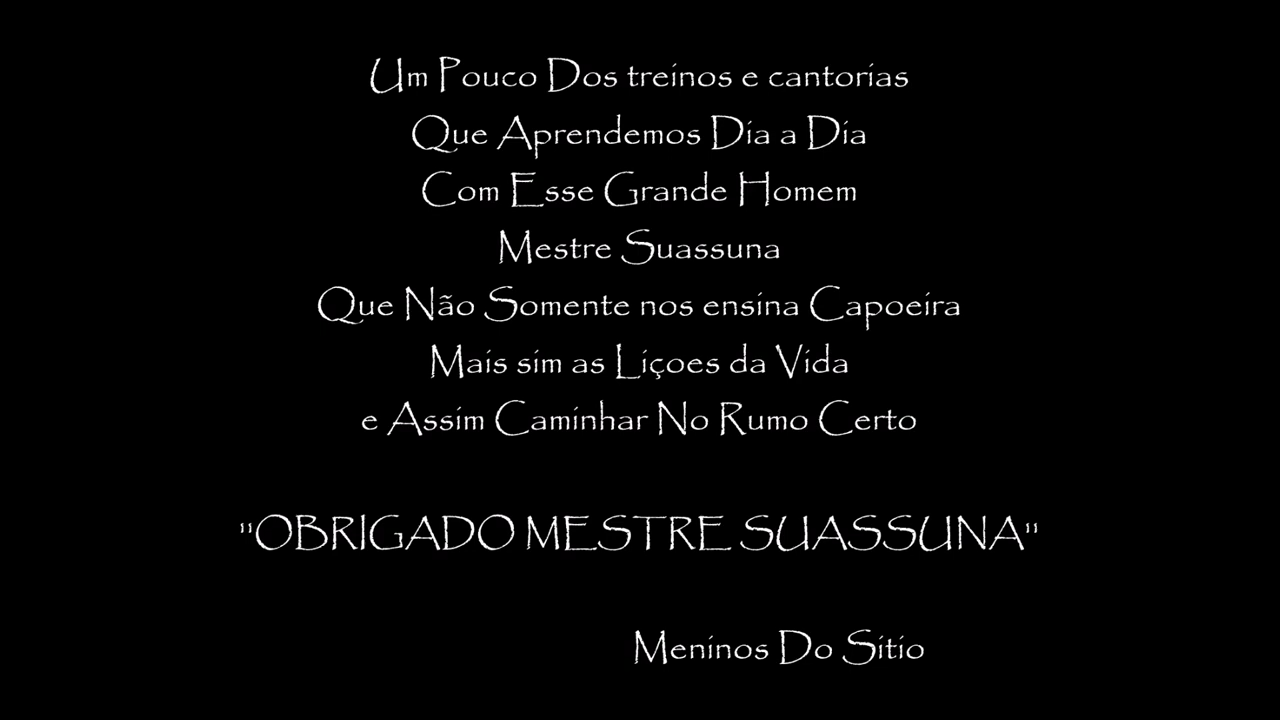 Um Pouco Dos treinos e cantorias
Que Aprendemos Dia a Dia
Com Esse Grande Homem
Mestre Suassuna
Que Não Somente nos ensina Capoeira
Mais sim as Liçoes da Vida
e Assim Caminhar No Rumo Certo
"OBRIGADO MESTRE SUASSUNA"
Meninos Do Sitio